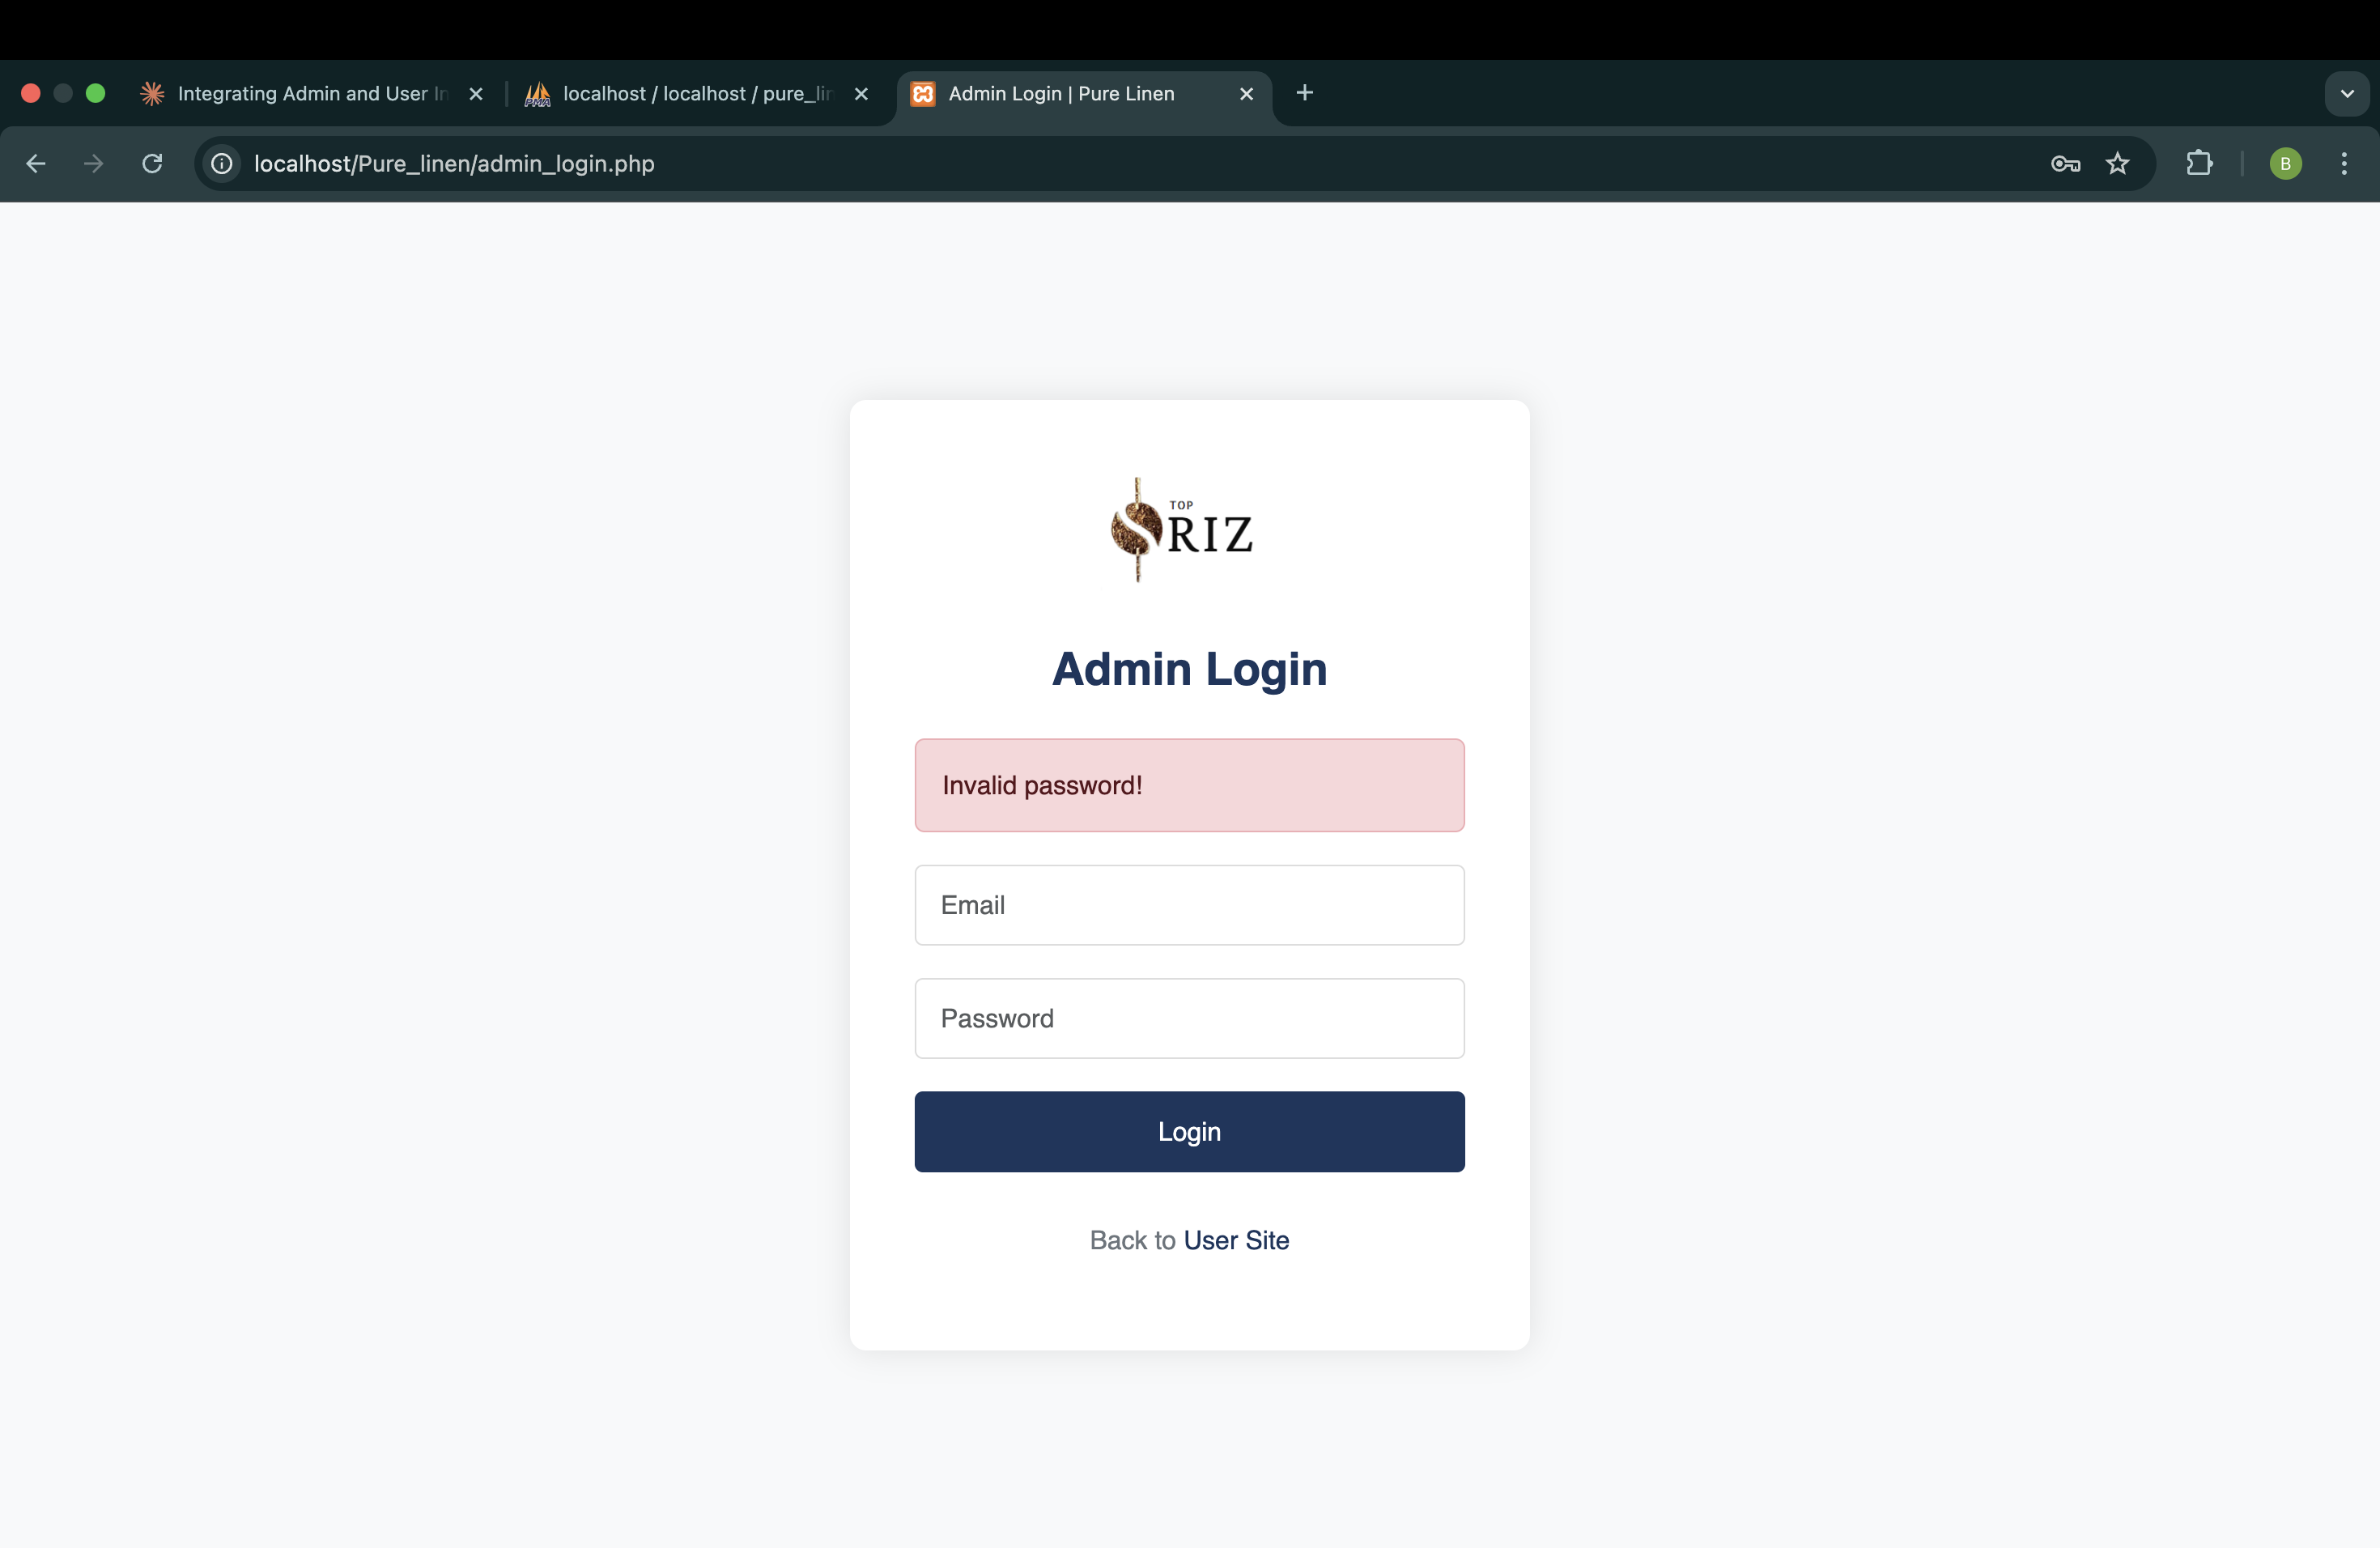 Integrating Admin and User In
localhost / localhost / pure_lin
Admin Login | Pure Linen
localhost/Pure_linen/admin_login.php
B
TOP
RIZ
Admin Login
Invalid password!
Email
Password
Login
Back to User Site